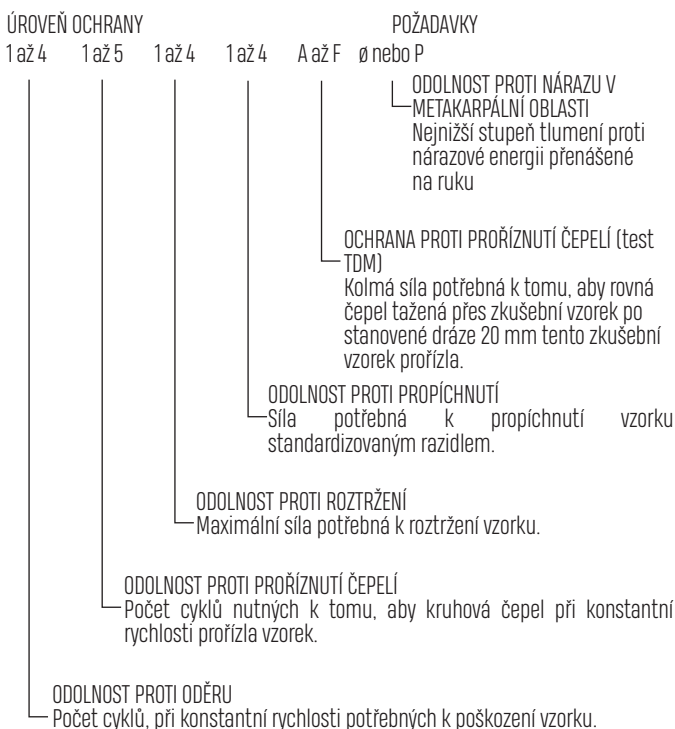 ÚROVEŇ OCHRANY POŽADAVKY
1 až 4 1 až 5 1 až 4 1 až 4 A až F ø nebo P
ODOLNOST PROTI NÁRAZU V
METAKARPÁLNÍ OBLASTI
Nejnižší stupeň tlumení proti
nárazové energii přenášené
na ruku
OCHRANA PROTI PROŘÍZNUTÍ ČEPELÍ (test
TDM)
Kolmá síla potřebná k tomu, aby rovná
čepel tažená přes zkušební vzorek po
stanovené dráze 20 mm tento zkušební
vzorek prořízla.
ODOLNOST PROTI PROPÍCHNUTÍ
Síla potřebná k propíchnutí vzorku
standardizovaným razidlem.
ODOLNOST PROTI ROZTRŽENÍ
Maximální síla potřebná k roztržení vzorku.
ODOLNOST PROTI PROŘÍZNUTÍ ČEPELÍ
Počet cyklů nutných k tomu, aby kruhová čepel při konstantní
rychlosti prořízla vzorek.
ODOLNOST PROTI ODĚRU
Počet cyklů, při konstantní rychlosti potřebných k poškození vzorku.